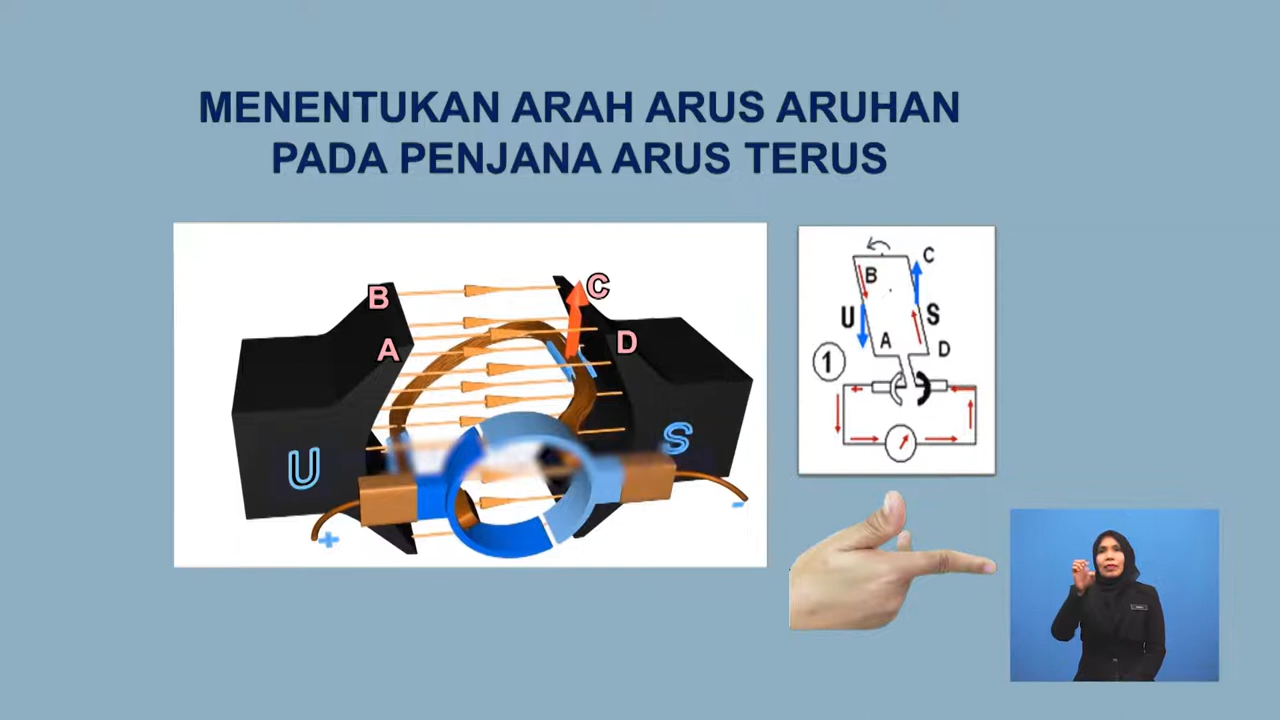 MENENTUKAN ARAH ARUS ARUHAN
PADA PENJANA ARUS TERUS
B
C
A
D
U
S
+
-
C
B
U
S
A
D
1